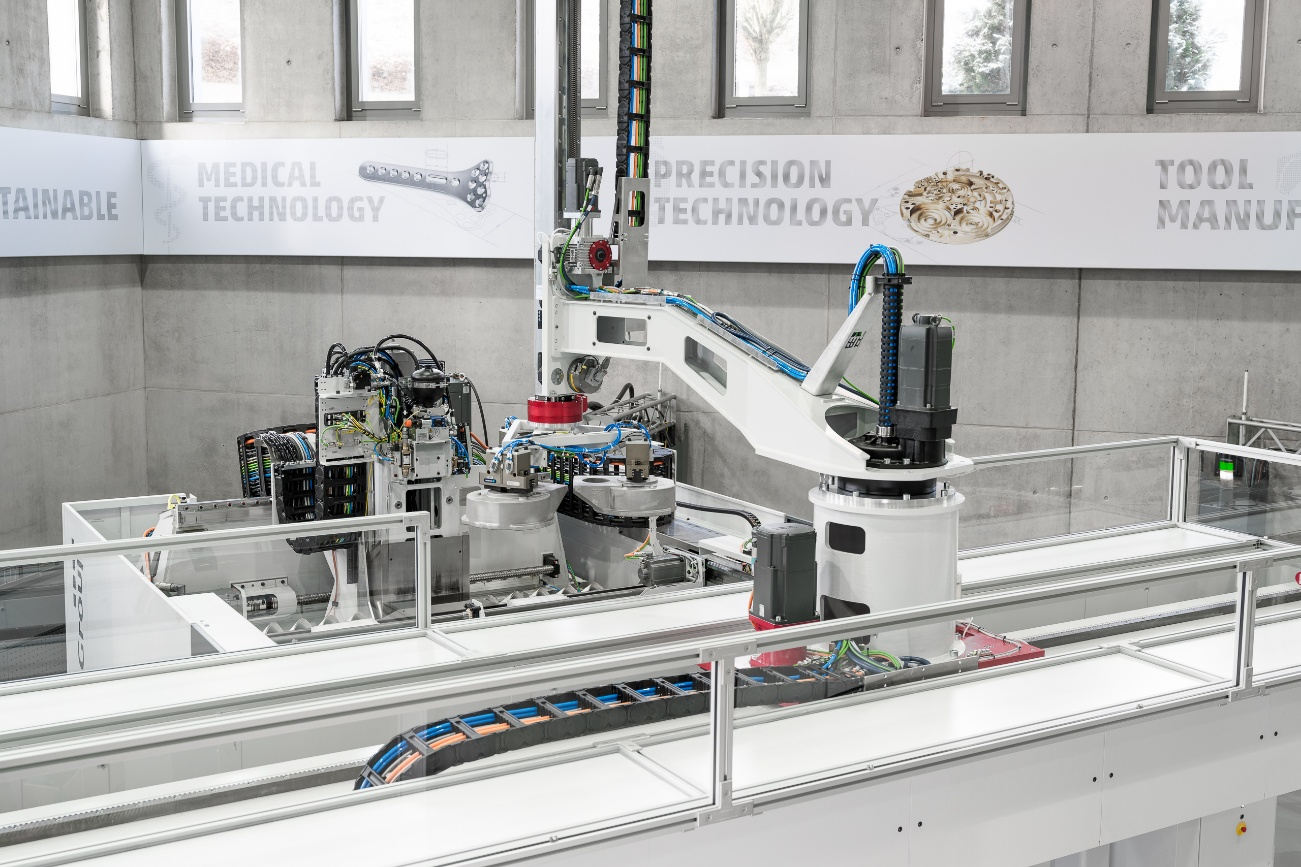 TAINABLE
MEDICAL
TECHNOLOGY
PRECISION
TECHNOLOGY
TOOL
MANUF